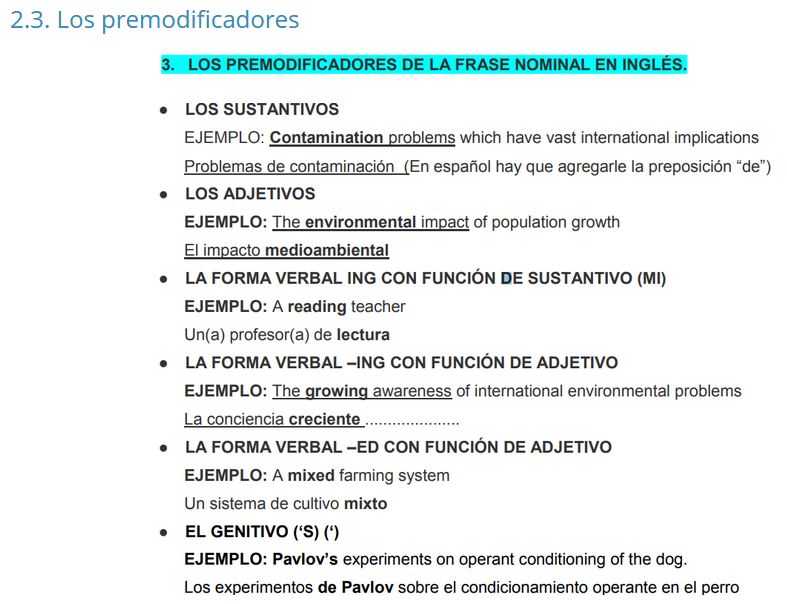 2.3. Los premodificadores
3. LOS PREMODIFICADORES DE LA FRASE NOMINAL EN INGLÉS.
● LOS SUSTANTIVOS
EJEMPLO: Contamination problems which have vast international implications
Problemas de contaminación (En español hay que agregarle la preposición “de”)
● LOS ADJETIVOS
EJEMPLO: The environmental impact of population growth
El impacto medioambiental
● LA FORMA VERBAL ING CON FUNCIÓN DE SUSTANTIVO (MI)
EJEMPLO: A reading teacher
Un(a) profesor(a) de lectura
● LA FORMA VERBAL –ING CON FUNCIÓN DE ADJETIVO
EJEMPLO: The growing awareness of international environmental problems
La conciencia creciente .....................
● LA FORMA VERBAL –ED CON FUNCIÓN DE ADJETIVO
EJEMPLO: A mixed farming system
Un sistema de cultivo mixto
● EL GENITIVO (‘S) (‘)
EJEMPLO: Pavlov’s experiments on operant conditioning of the dog.
Los experimentos de Pavlov sobre el condicionamiento operante en el perro